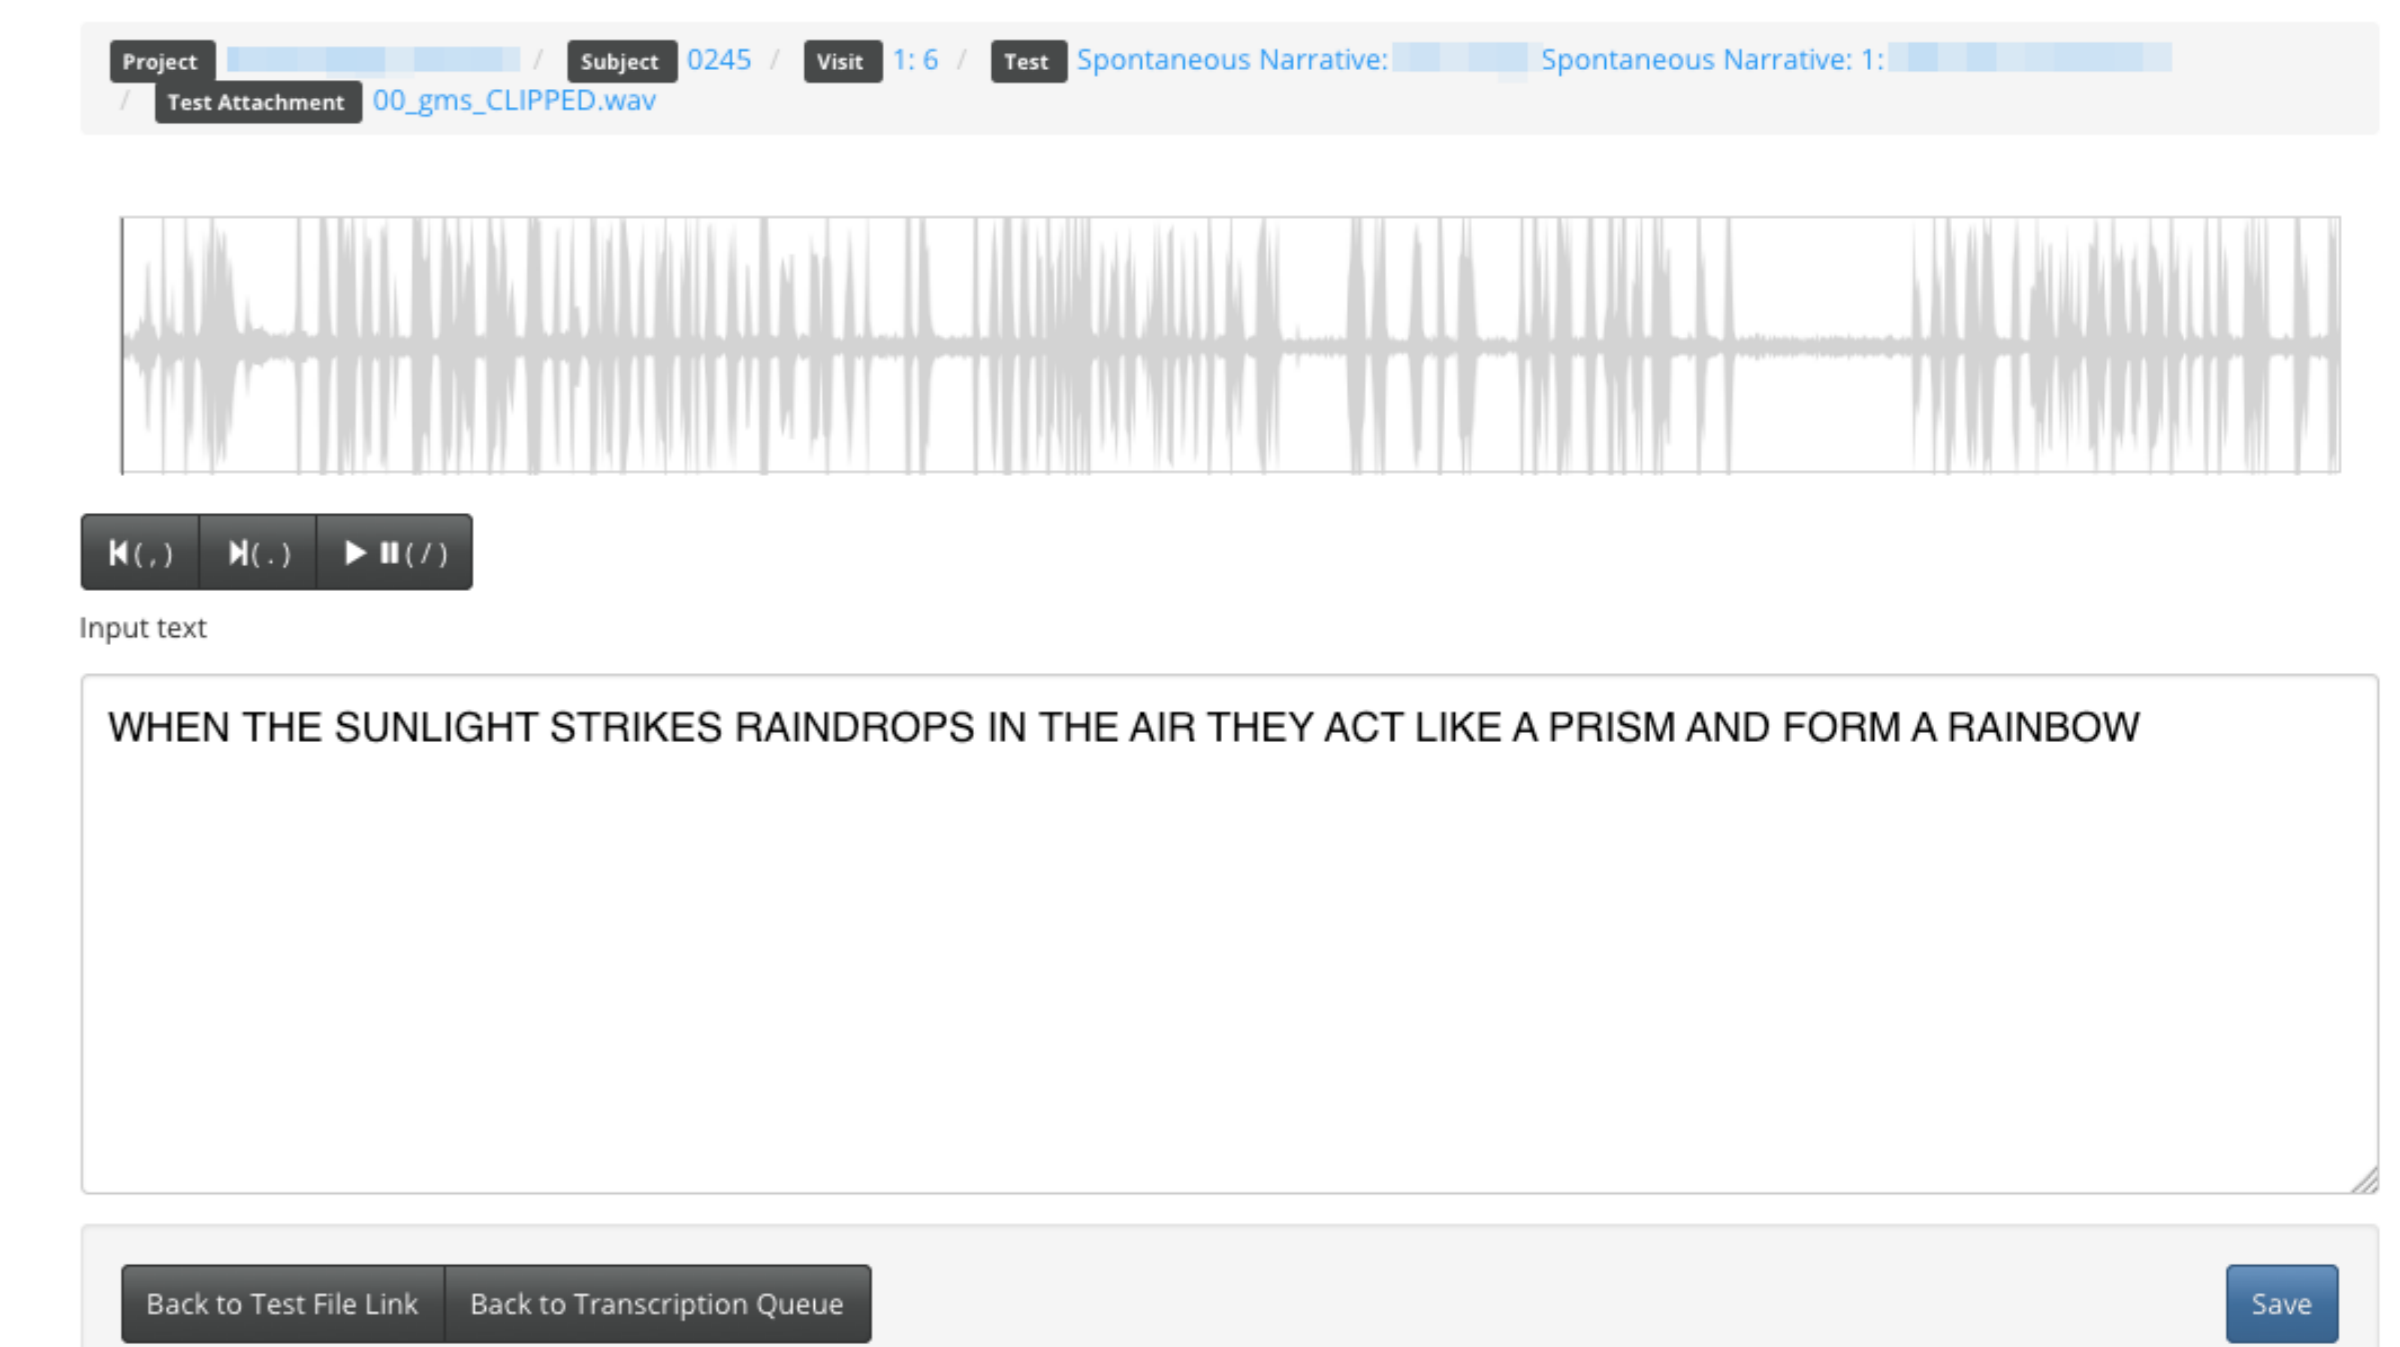 Project / Subject 0245 / Visit 1: 6 / Test Spontaneous Narrative: Spontaneous Narrative: 1:
/ Test Attachment 00_gms_CLIPPED.wav
(,) (.) (/)
Input text
WHEN THE SUNLIGHT STRIKES RAINDROPS IN THE AIR THEY ACT LIKE A PRISM AND FORM A RAINBOW
Back to Test File Link Back to Transcription Queue Save